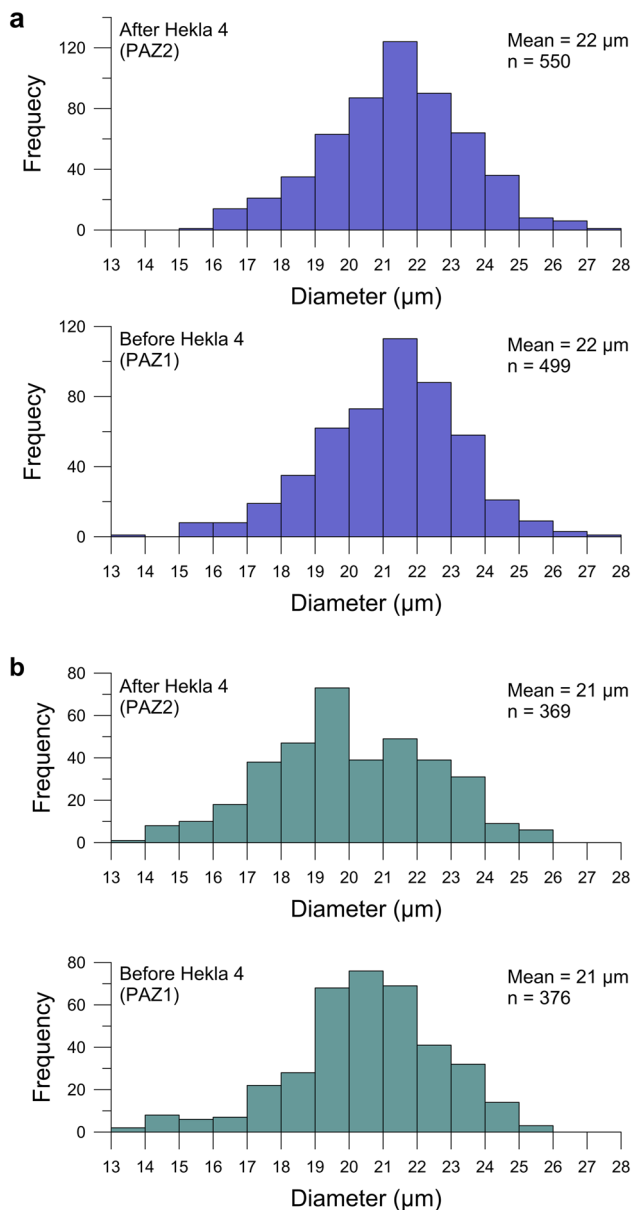 a
After Hekla 4
(PAZ2)
Mean = 22 µm
n = 550
Frequecy
120
80
40
0
13 14 15 16 17 18 19 20 21 22 23 24 25 26 27 28
Diameter (µm)
Before Hekla 4
(PAZ1)
Mean = 22 µm
n = 499
Frequecy
120
80
40
0
13 14 15 16 17 18 19 20 21 22 23 24 25 26 27 28
Diameter (µm)
b
After Hekla 4
(PAZ2)
Mean = 21 µm
n = 369
Frequency
80
60
40
20
0
13 14 15 16 17 18 19 20 21 22 23 24 25 26 27 28
Diameter (µm)
Before Hekla 4
(PAZ1)
Mean = 21 µm
n = 376
Frequency
80
60
40
20
0
13 14 15 16 17 18 19 20 21 22 23 24 25 26 27 28
Diameter (µm)